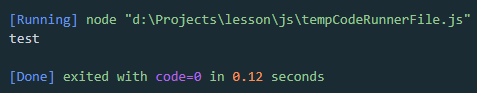 [Running] node "d:\Projects\lesson\js\tempCodeRunnerFile.js"
test
[Done] exited with code=0 in 0.12 seconds